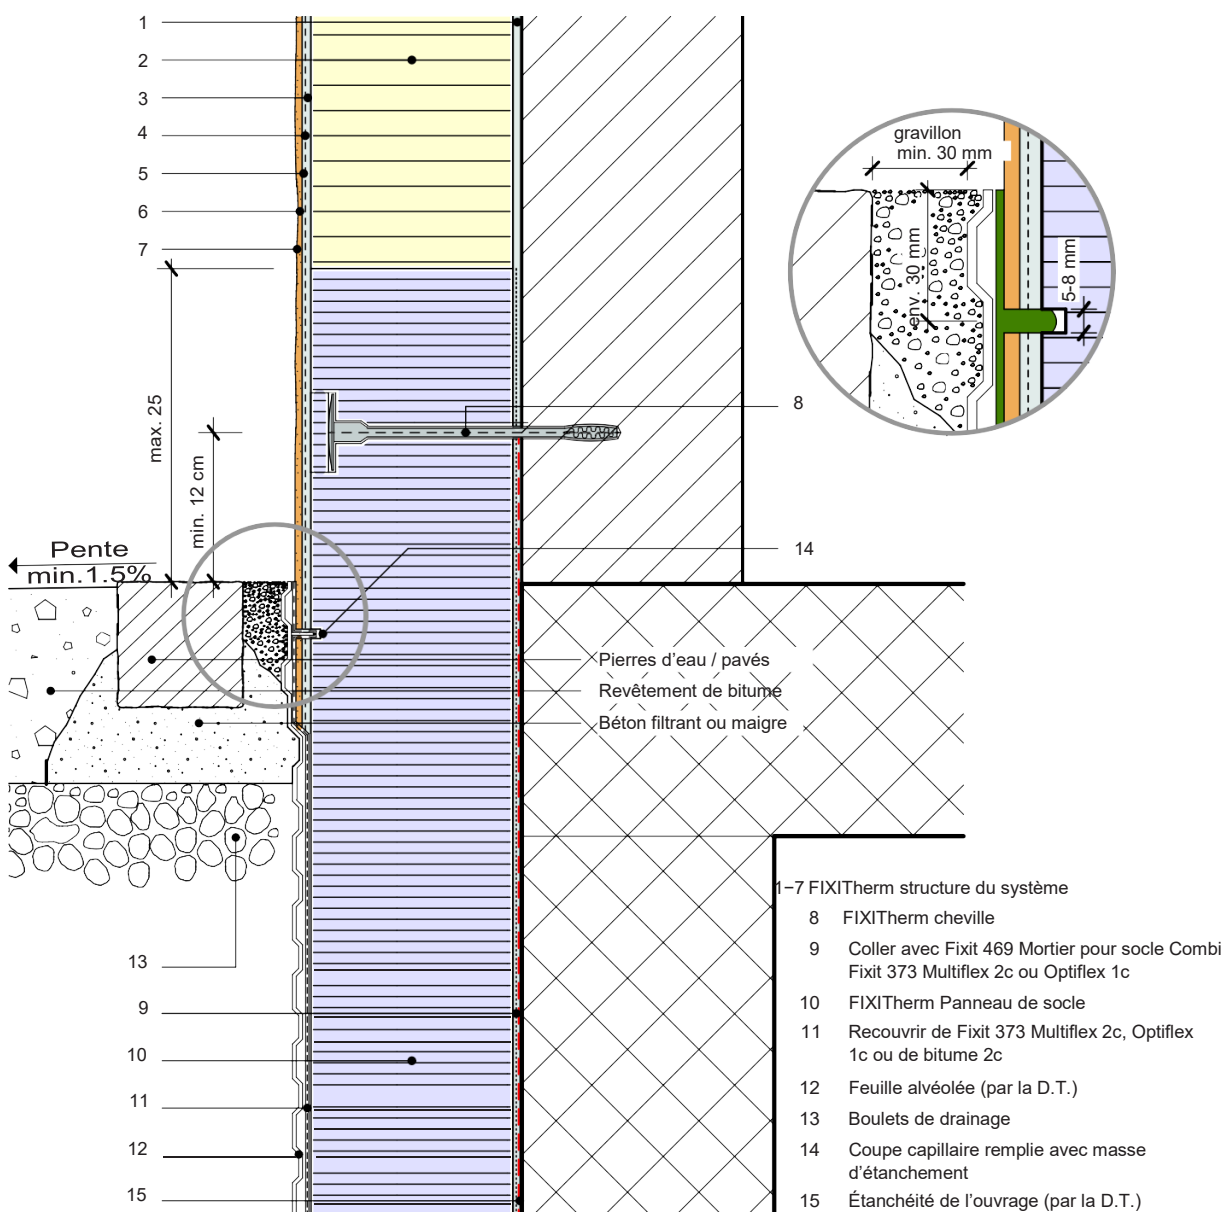 1
2
3
4
5
6
7
gravillon
min. 30 mm
env. 30 mm
5-8 mm
max. 25
min. 12 cm
8
Pente
min.1.5%
14
Pierres d’eau / pavés
Revêtement de bitume
Béton filtrant ou maigre
13
9
10
11
12
15
1–7 FIXITherm structure du système
8 FIXITherm cheville
9 Coller avec Fixit 469 Mortier pour socle Combi
Fixit 373 Multiflex 2c ou Optiflex 1c
10 FIXITherm Panneau de socle
11 Recouvrir de Fixit 373 Multiflex 2c, Optiflex
1c ou de bitume 2c
12 Feuille alvéolée (par la D.T.)
13 Boulets de drainage
14 Coupe capillaire remplie avec masse
d’étanchement
15 Étanchéité de l’ouvrage (par la D.T.)